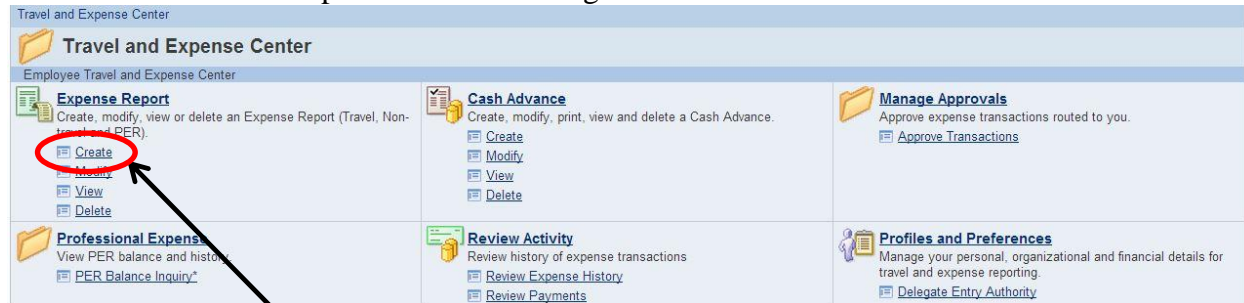 Travel and Expense Center
Travel and Expense Center
Employee Travel and Expense Center
Expense Report
Create, modify, view or delete an Expense Report (Travel, Non-
travel and PER).
Create
Modify
View
Delete
Cash Advance
Create, modify, print, view and delete a Cash Advance.
Create
Modify
View
Delete
Manage Approvals
Approve expense transactions routed to you.
Approve Transactions
Professional Expense
View PER balance and history.
PER Balance Inquiry*
Review Activity
Review history of expense transactions
Review Expense History
Review Payments
Profiles and Preferences
Manage your personal, organizational and financial details for
travel and expense reporting.
Delegate Entry Authority